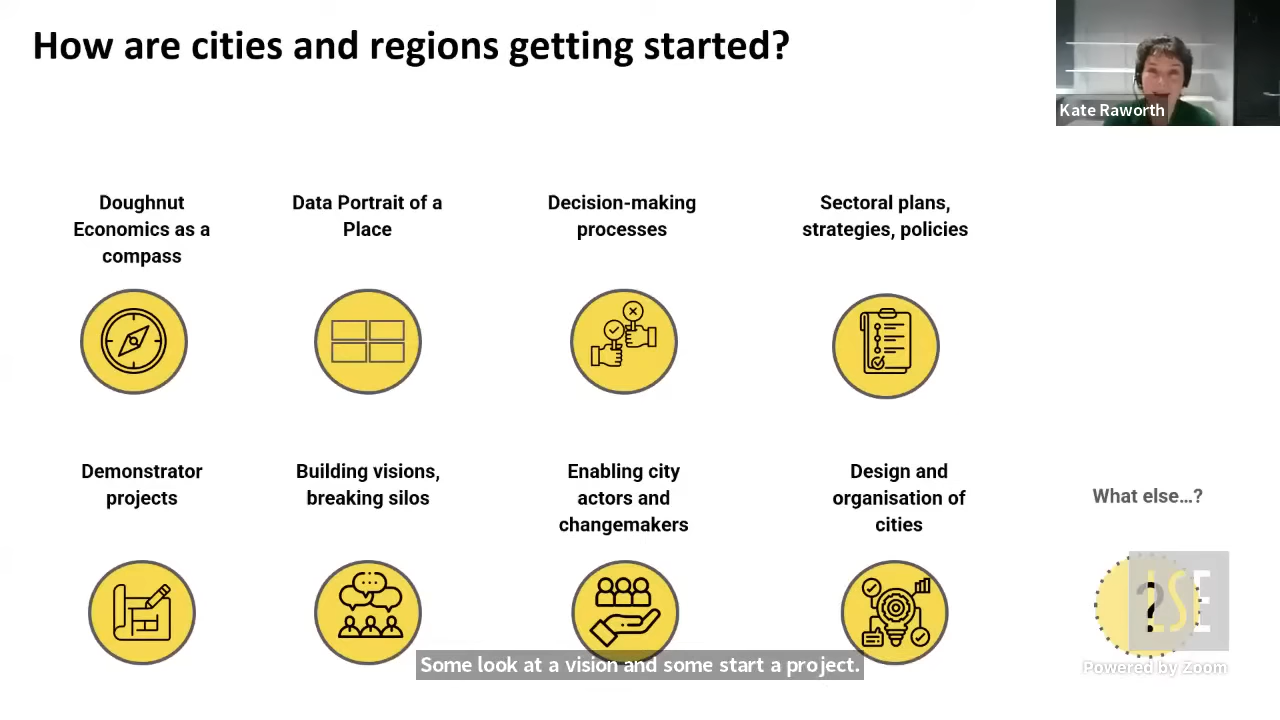 How are cities and regions getting started?
Kate Raworth
Doughnut
Economics as a
compass
Data Portrait of a
Place
Decision-making
processes
Sectoral plans,
strategies, policies
Demonstrator
projects
Building visions,
breaking silos
Enabling city
actors and
changemakers
Design and
organisation of
cities
What else...?
?
LSE
Some look at a vision and some start a project.
Powered by Zoom